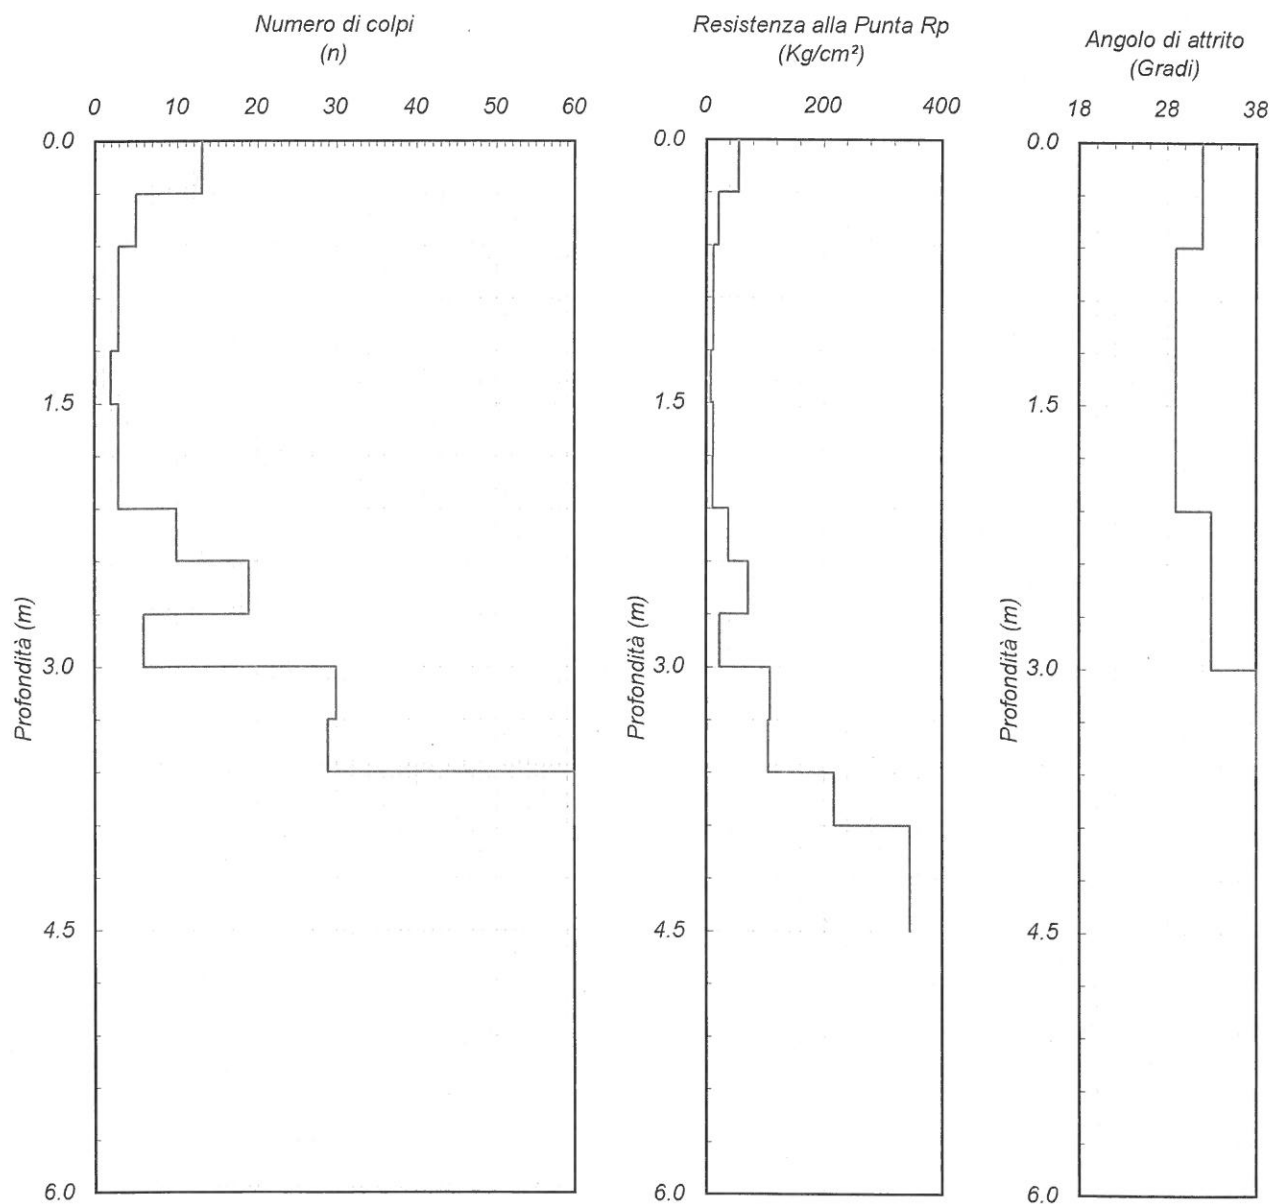 Numero di colpi
(n)
0 10 20 30 40 50 60
0.0
1.5
3.0
4.5
6.0
Profondità (m)
Resistenza alla Punta Rp
(Kg/cm²)
0 200 400
0.0
1.5
3.0
4.5
6.0
Profondità (m)
Angolo di attrito
(Gradi)
18 28 38
0.0
1.5
3.0
4.5
6.0
Profondità (m)